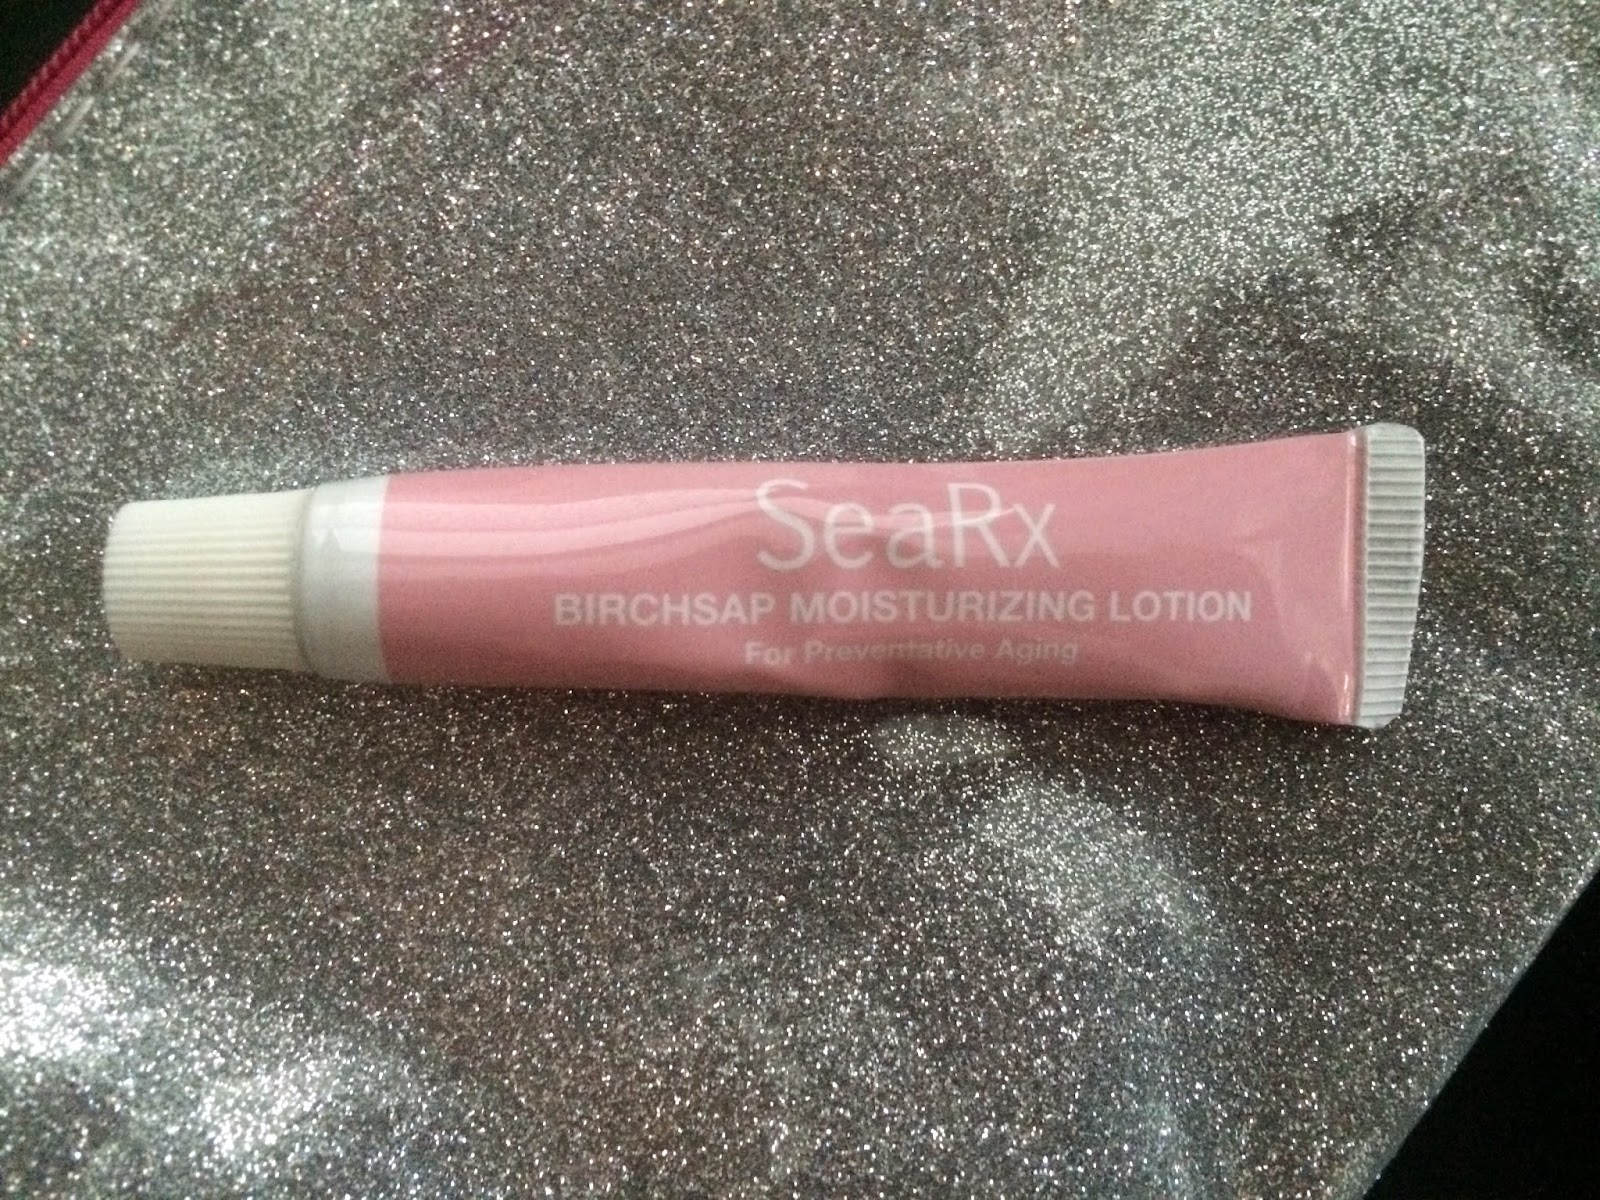 SeaRx
BIRCHSAP MOISTURIZING LOTION
For Preventative Aging